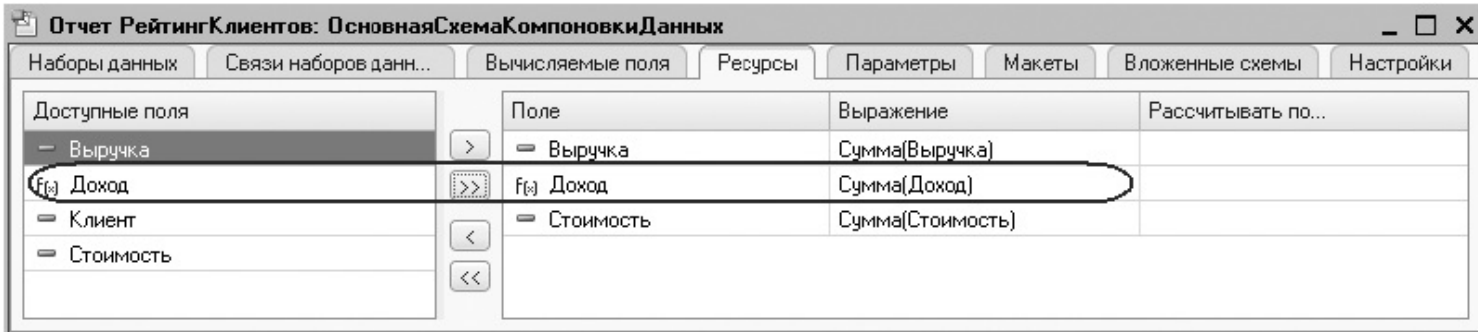 Отчет РейтингКлиентов: ОсновнаяСхемаКомпоновкиДанных
Наборы данных Связи наборов данн... Вычисляемые поля Ресурсы Параметры Макеты Вложенные схемы Настройки
Доступные поля Поле Выражение Рассчитывать по...
Выручка > Выручка Сумма(Выручка)
f(x) Доход >> f(x) Доход Сумма(Доход)
Клиент < Стоимость Сумма(Стоимость)
Стоимость <<